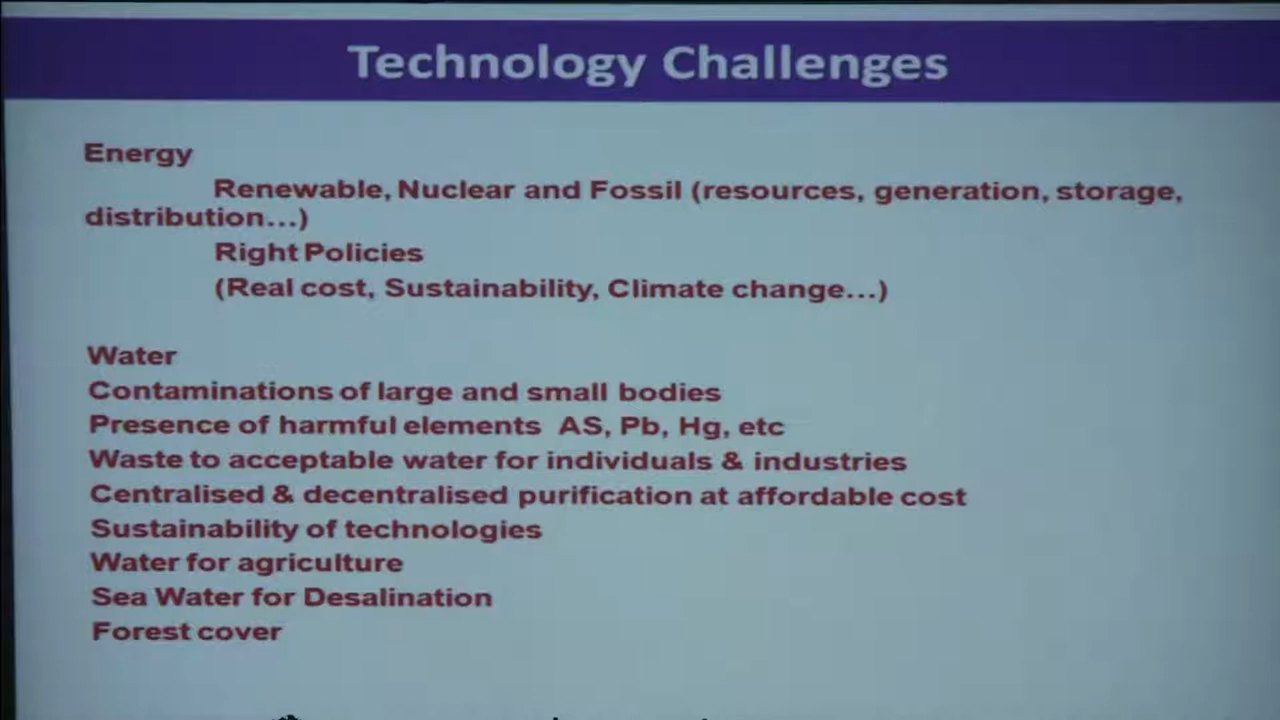 Technology Challenges
Energy
Renewable, Nuclear and Fossil (resources, generation, storage,
distribution...)
Right Policies
(Real cost, Sustainability, Climate change...)
Water
Contaminations of large and small bodies
Presence of harmful elements AS, Pb, Hg, etc
Waste to acceptable water for individuals & industries
Centralised & decentralised purification at affordable cost
Sustainability of technologies
Water for agriculture
Sea Water for Desalination
Forest cover